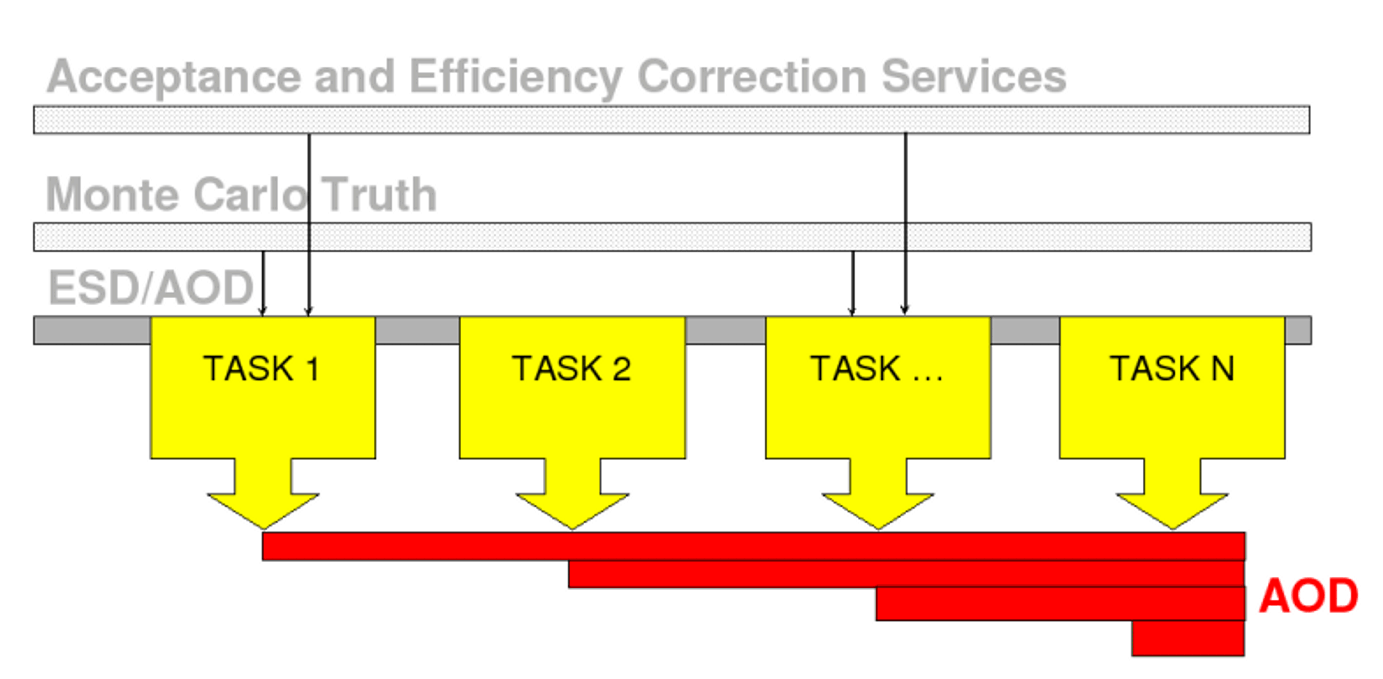 Acceptance and Efficiency Correction Services
Monte Carlo Truth
ESD/AOD
TASK 1
TASK 2
TASK …
TASK N
AOD